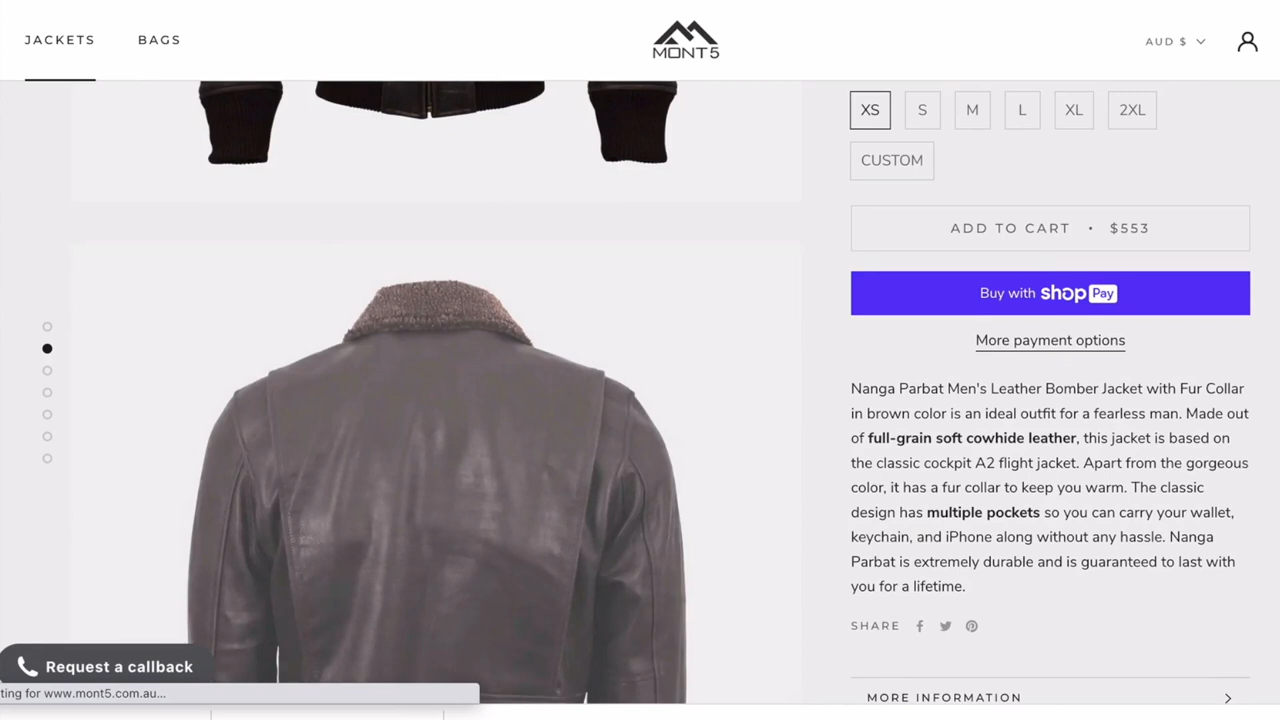 JACKETS
BAGS
MONT5
AUD $
XS
S
M
L
XL
2XL
CUSTOM
ADD TO CART • $553
Buy with shop Pay
More payment options
Nanga Parbat Men's Leather Bomber Jacket with Fur Collar
in brown color is an ideal outfit for a fearless man. Made out
of full-grain soft cowhide leather, this jacket is based on
the classic cockpit A2 flight jacket. Apart from the gorgeous
color, it has a fur collar to keep you warm. The classic
design has multiple pockets so you can carry your wallet,
keychain, and iPhone along without any hassle. Nanga
Parbat is extremely durable and is guaranteed to last with
you for a lifetime.
SHARE
MORE INFORMATION
Request a callback
ting for www.mont5.com.au...